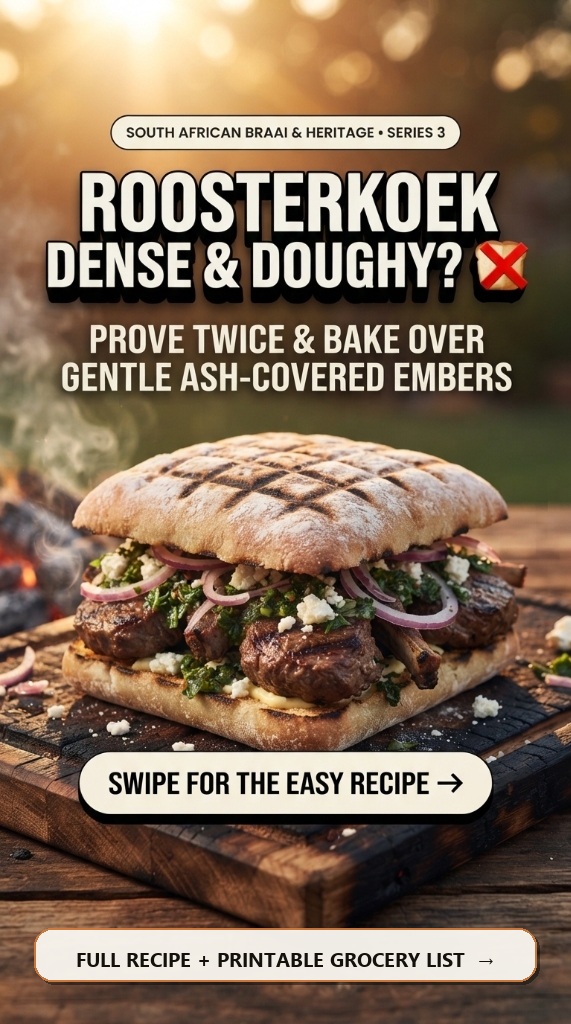 SOUTH AFRICAN BRAAI & HERITAGE • SERIES 3
ROOSTERKOEK
DENSE & DOUGHY?
PROVE TWICE & BAKE OVER
GENTLE ASH-COVERED EMBERS
SWIPE FOR THE EASY RECIPE →
FULL RECIPE + PRINTABLE GROCERY LIST →